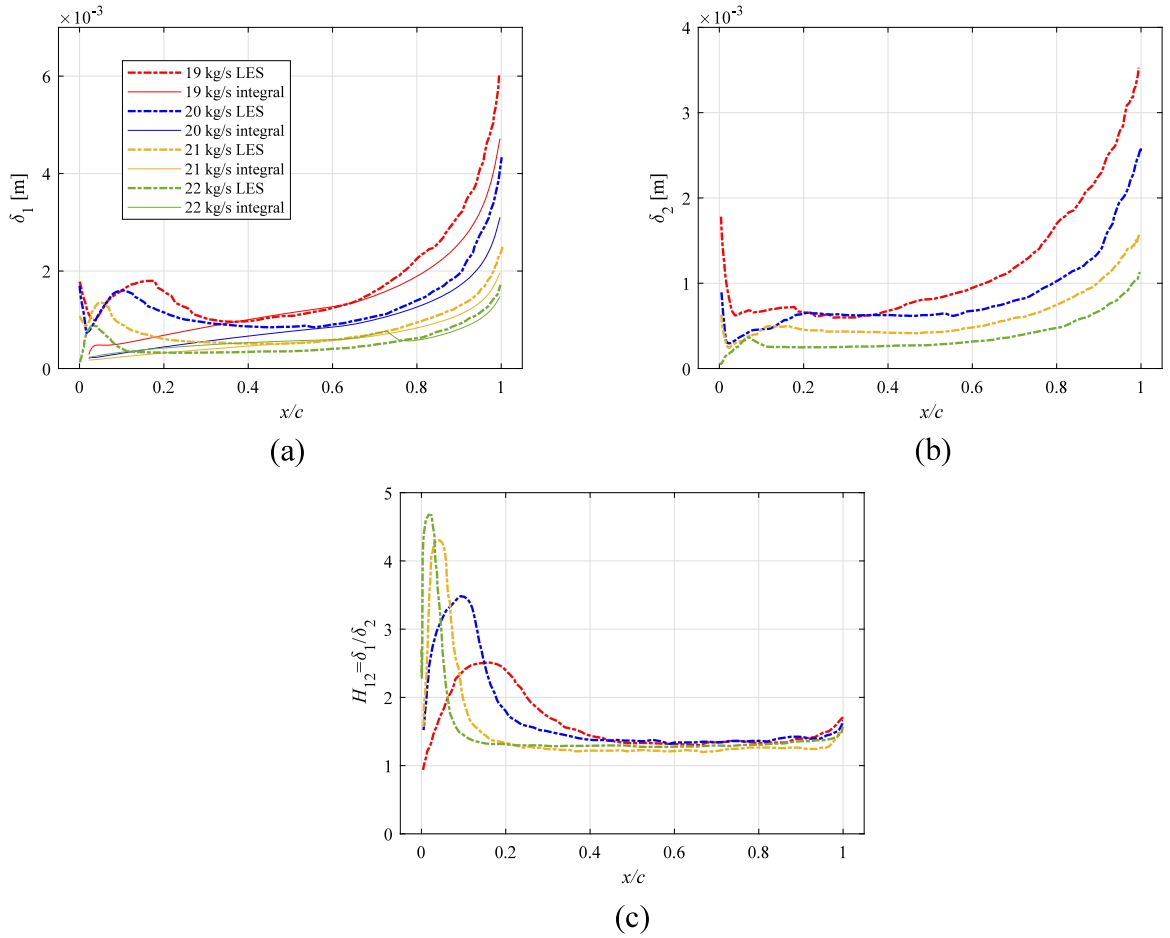 ×10⁻³
6
4
2
0
δ₁ [m]
19 kg/s LES
19 kg/s integral
20 kg/s LES
20 kg/s integral
21 kg/s LES
21 kg/s integral
22 kg/s LES
22 kg/s integral
0 0.2 0.4 0.6 0.8 1
x/c
(a)
×10⁻³
4
3
2
1
0
δ₂ [m]
0 0.2 0.4 0.6 0.8 1
x/c
(b)
5
4
3
2
1
0
H₁₂=δ₁/δ₂
0 0.2 0.4 0.6 0.8 1
x/c
(c)